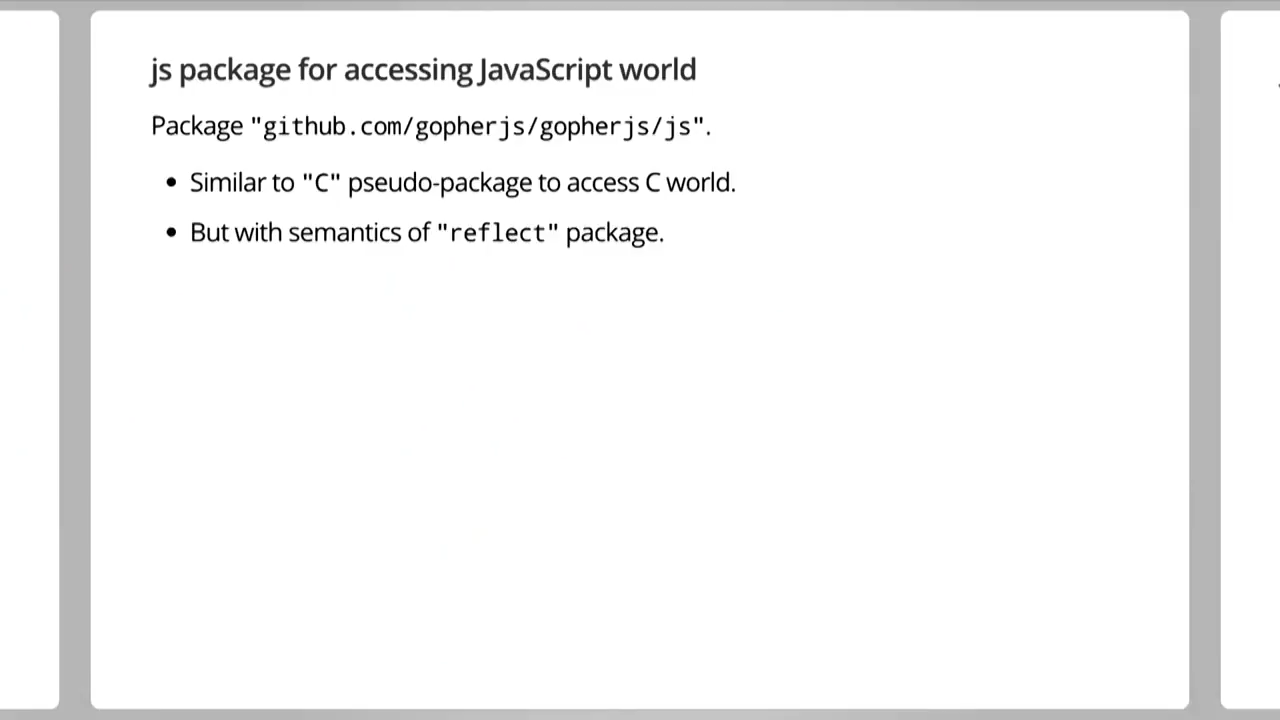 js package for accessing JavaScript world
Package "github.com/gopherjs/gopherjs/js".
• Similar to "C" pseudo-package to access C world.
• But with semantics of "reflect" package.